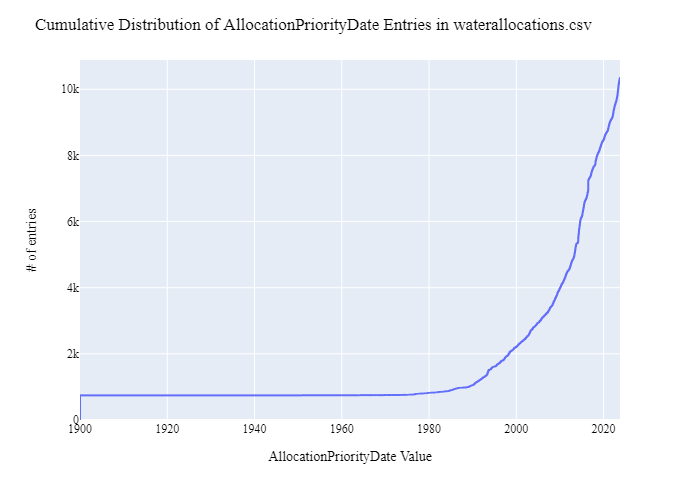 Cumulative Distribution of AllocationPriorityDate Entries in waterallocations.csv
10k
8k
6k
4k
2k
0
# of entries
1900 1920 1940 1960 1980 2000 2020
AllocationPriorityDate Value